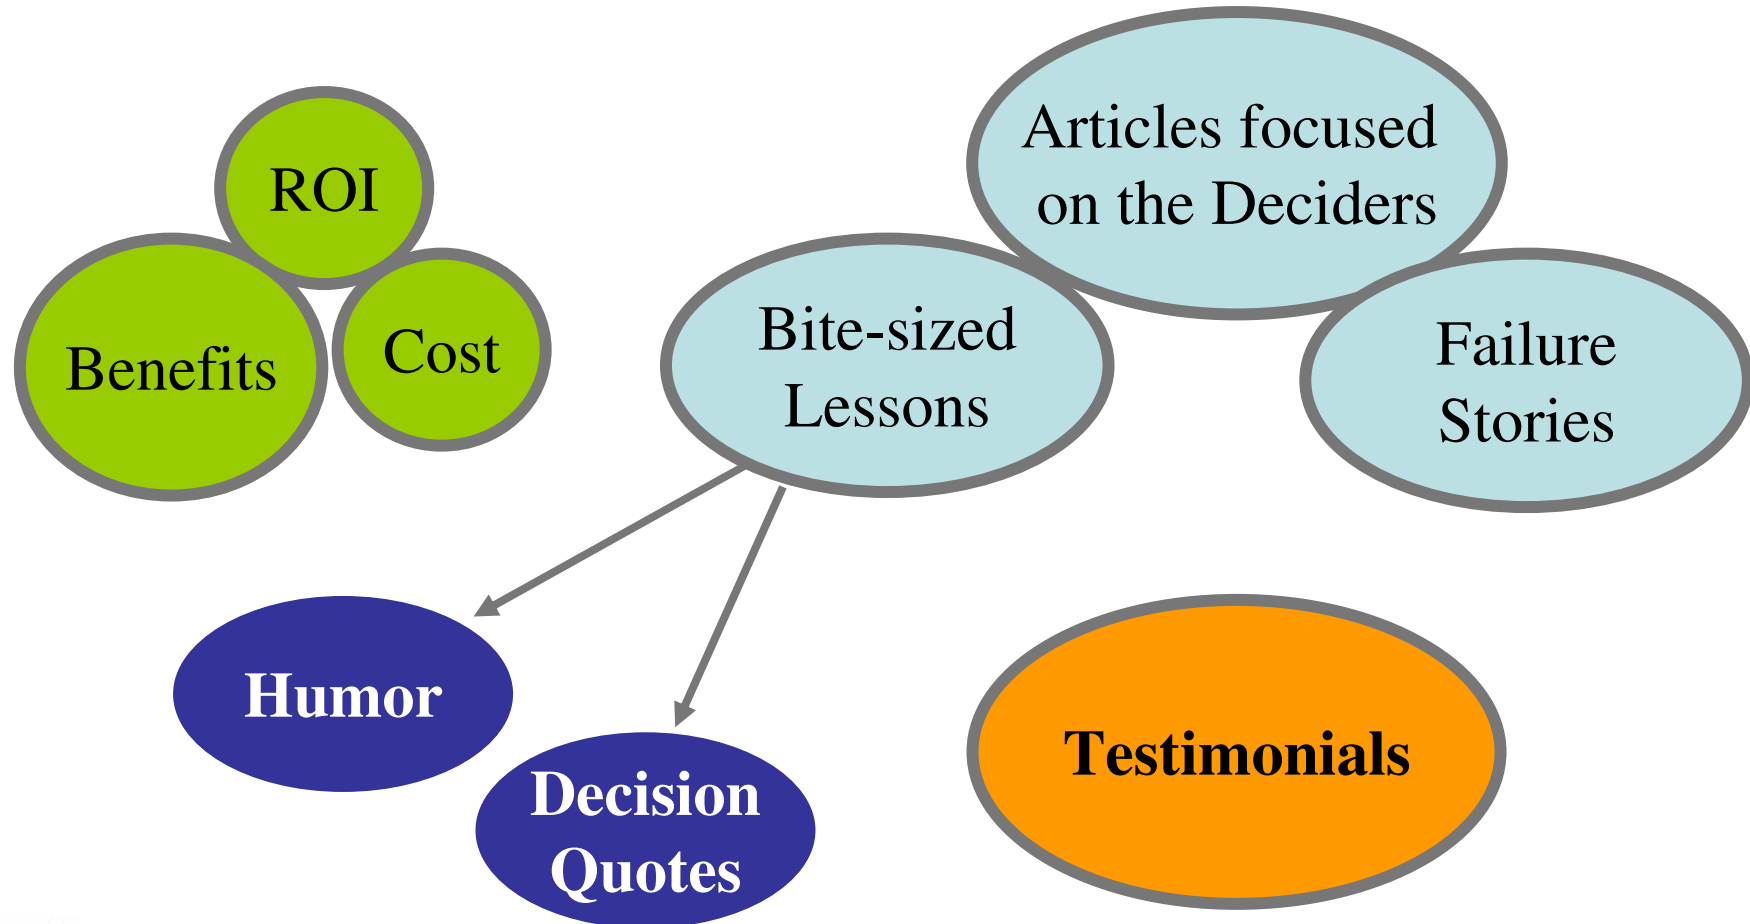 ROI
Benefits
Cost
Articles focused
on the Deciders
Bite-sized
Lessons
Failure
Stories
Humor
Decision
Quotes
Testimonials